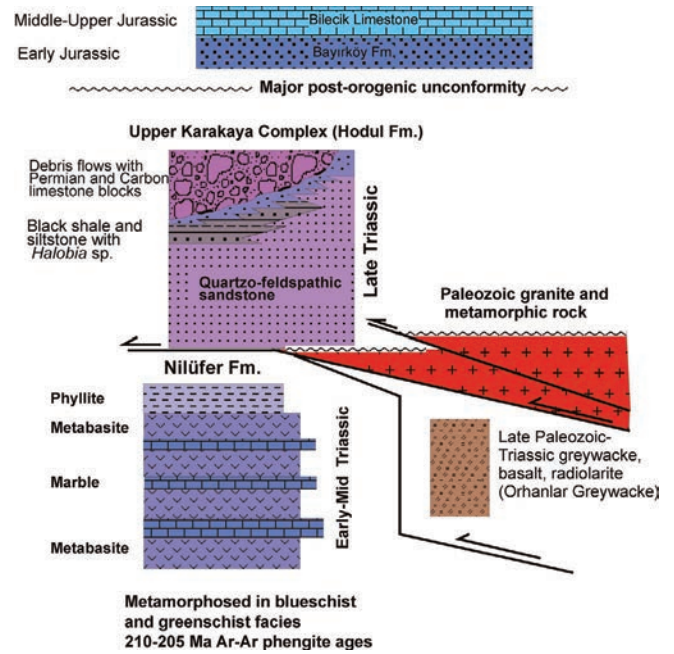 Middle-Upper Jurassic
Bilecik Limestone
Early Jurassic
Bayırköy Fm.
Major post-orogenic unconformity
Upper Karakaya Complex (Hodul Fm.)
Debris flows with
Permian and Carbon
limestone blocks
Black shale and
siltstone with
Halobia sp.
Quartzo-feldspathic
sandstone
Late Triassic
Paleozoic granite and
metamorphic rock
Nilüfer Fm.
Phyllite
Metabasite
Marble
Metabasite
Early-Mid Triassic
Late Paleozoic-
Triassic greywacke,
basalt, radiolarite
(Orhanlar Greywacke)
Metamorphosed in blueschist
and greenschist facies
210-205 Ma Ar-Ar phengite ages